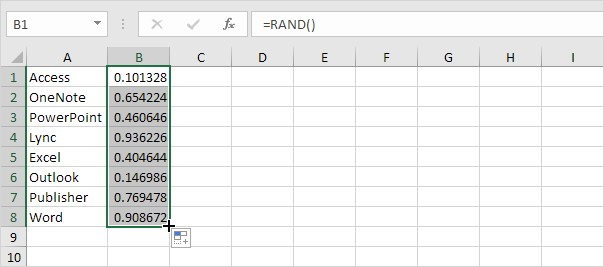 B1 fx =RAND()
A B C D E F G H I
1 Access 0.101328
2 OneNote 0.654224
3 PowerPoint 0.460646
4 Lync 0.936226
5 Excel 0.404644
6 Outlook 0.146986
7 Publisher 0.769478
8 Word 0.908672
9
10